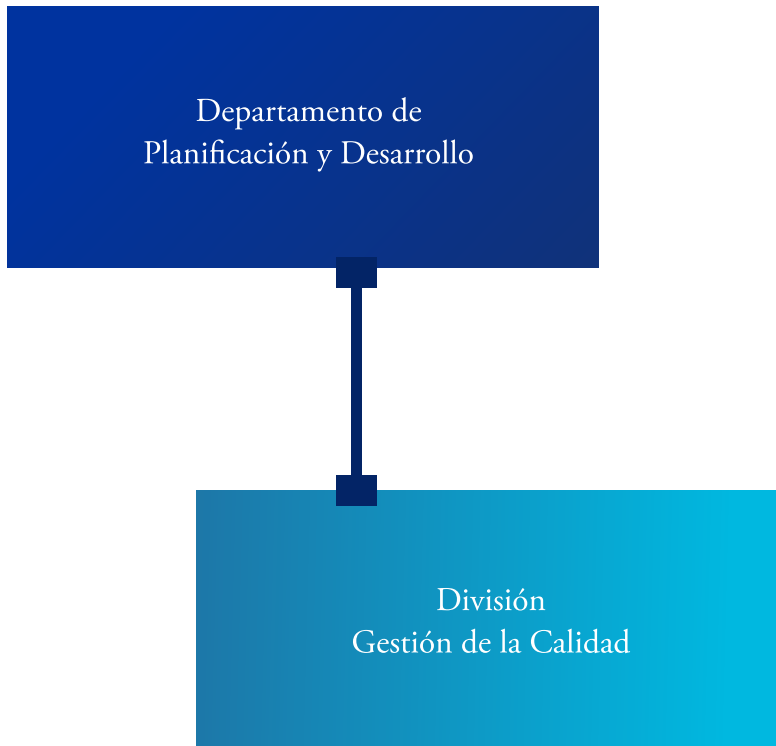 Departamento de
Planificación y Desarrollo
División
Gestión de la Calidad